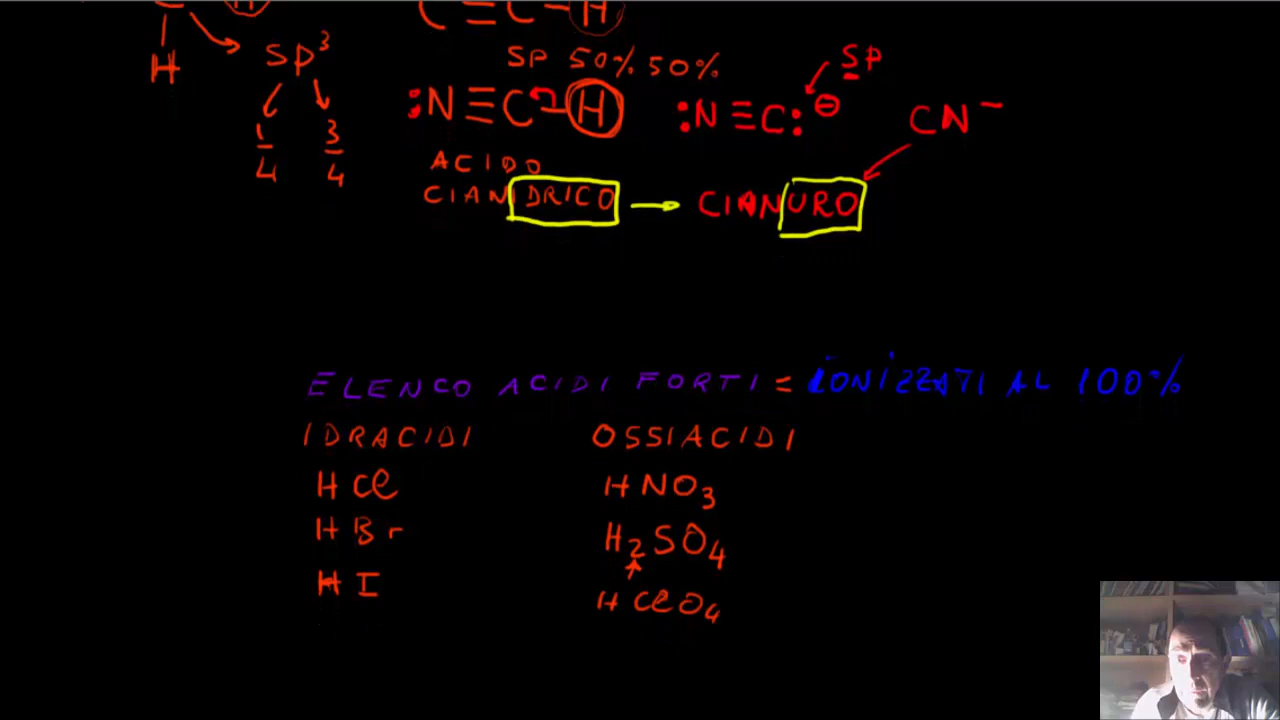 C≡C-H
H
SP³
1/4 3/4
SP 50% 50%
:N≡C-H
:N≡C:⊖
SP
CN⁻
ACIDO
CIANIDRICO → CIANURO
ELENCO ACIDI FORTI = IONIZZATI AL 100%
IDRACIDI OSSIACIDI
HCl HNO₃
HBr H₂SO₄
HI HClO₄